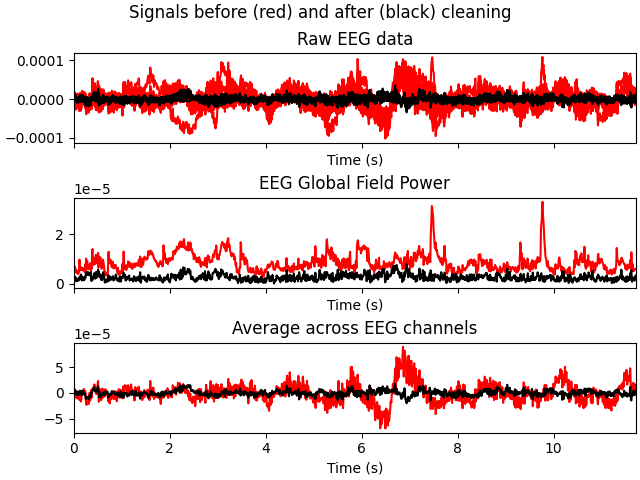 Signals before (red) and after (black) cleaning
Raw EEG data
0.0001
0.0000
−0.0001
Time (s)
EEG Global Field Power
1e−5
2
0
Time (s)
Average across EEG channels
1e−5
5
0
−5
0 2 4 6 8 10
Time (s)